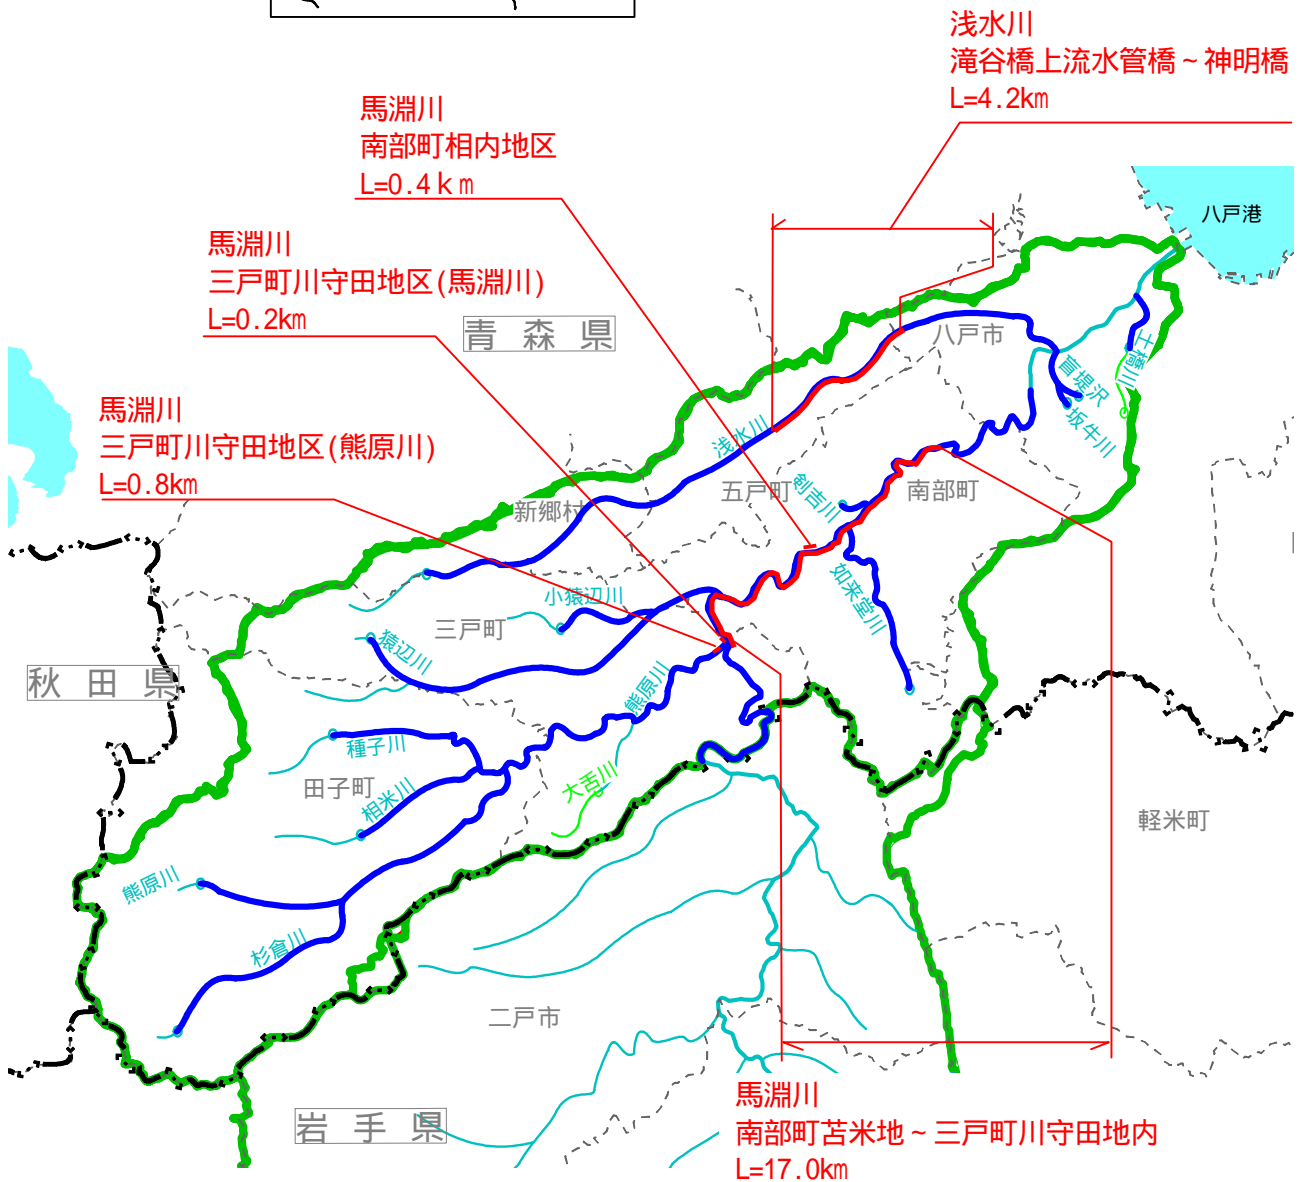 浅水川
滝谷橋上流水管橋~神明橋
L=4.2km
馬淵川
南部町相内地区
L=0.4km
八戸港
馬淵川
三戸町川守田地区(馬淵川)
L=0.2km
青森県
八戸市
土橋川
盲堤沢
坂牛川
馬淵川
三戸町川守田地区(熊原川)
L=0.8km
浅水川
五戸町
剣吉川
南部町
新郷村
如来堂川
小猿辺川
三戸町
猿辺川
秋田県
熊原川
種子川
田子町
相米川
大舌川
軽米町
熊原川
杉倉川
二戸市
岩手県
馬淵川
南部町苫米地~三戸町川守田地内
L=17.0km